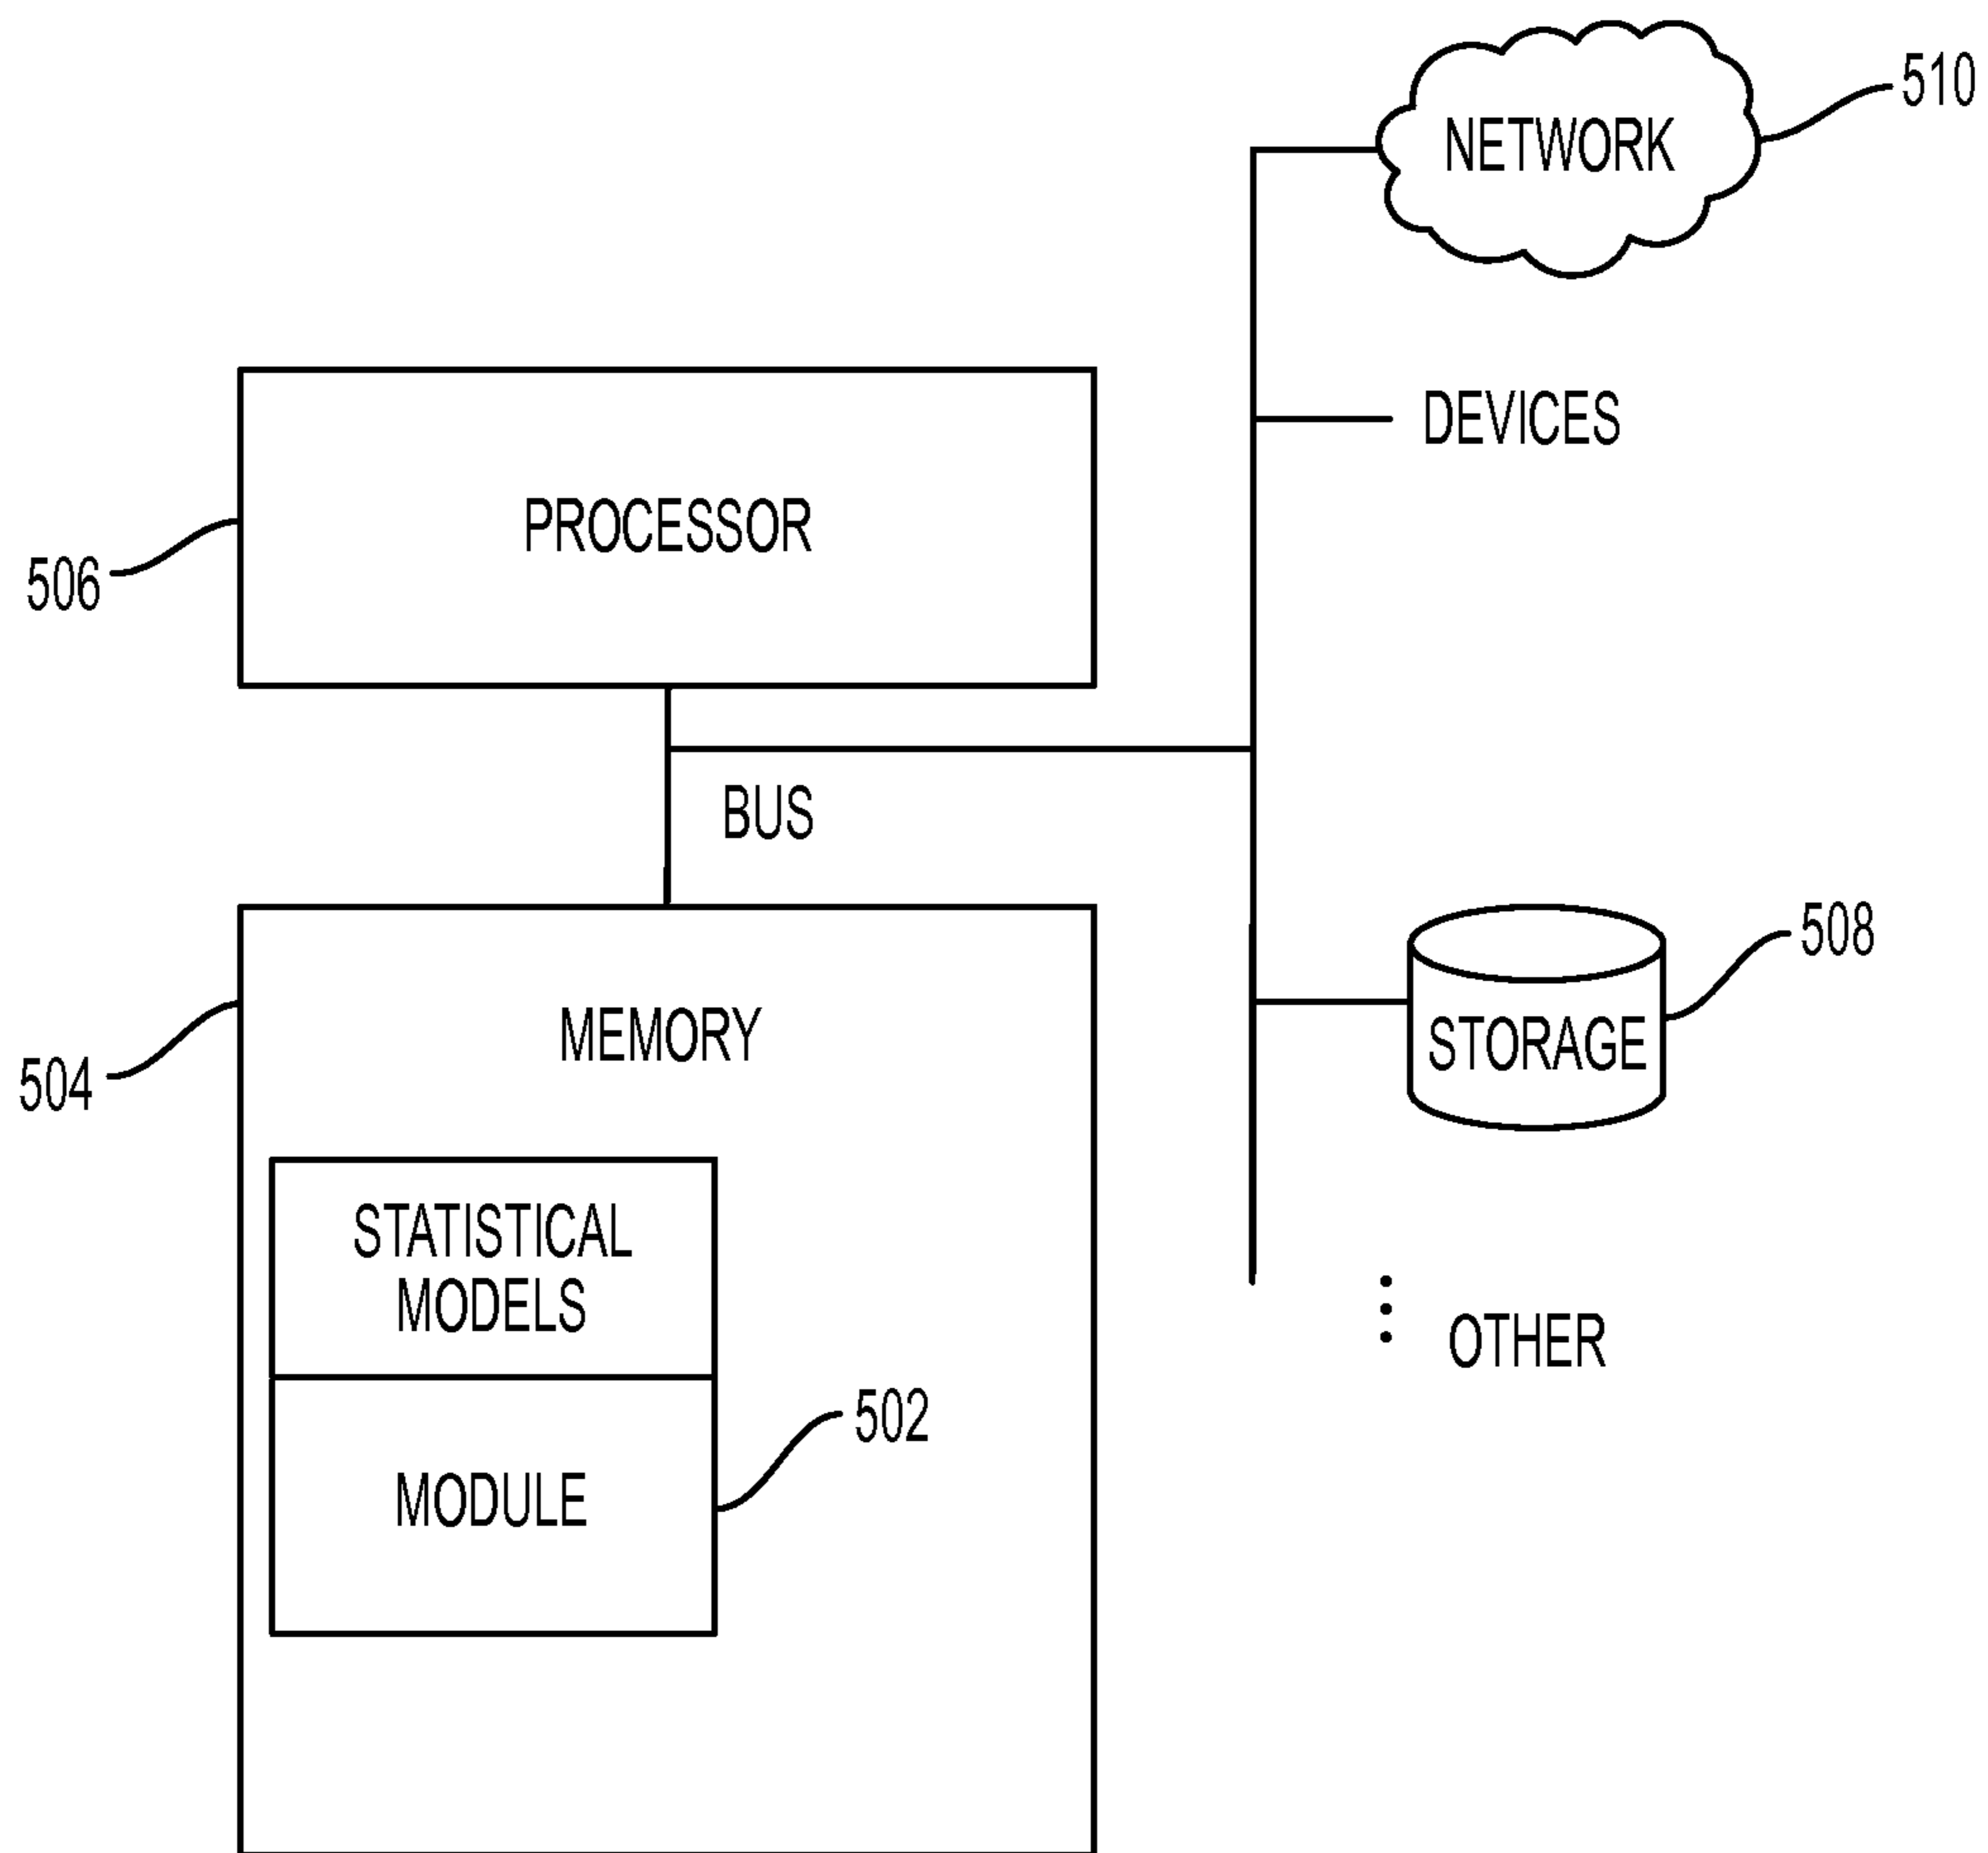 510
NETWORK
DEVICES
PROCESSOR
506
BUS
508
STORAGE
MEMORY
504
STATISTICAL
MODELS
OTHER
502
MODULE